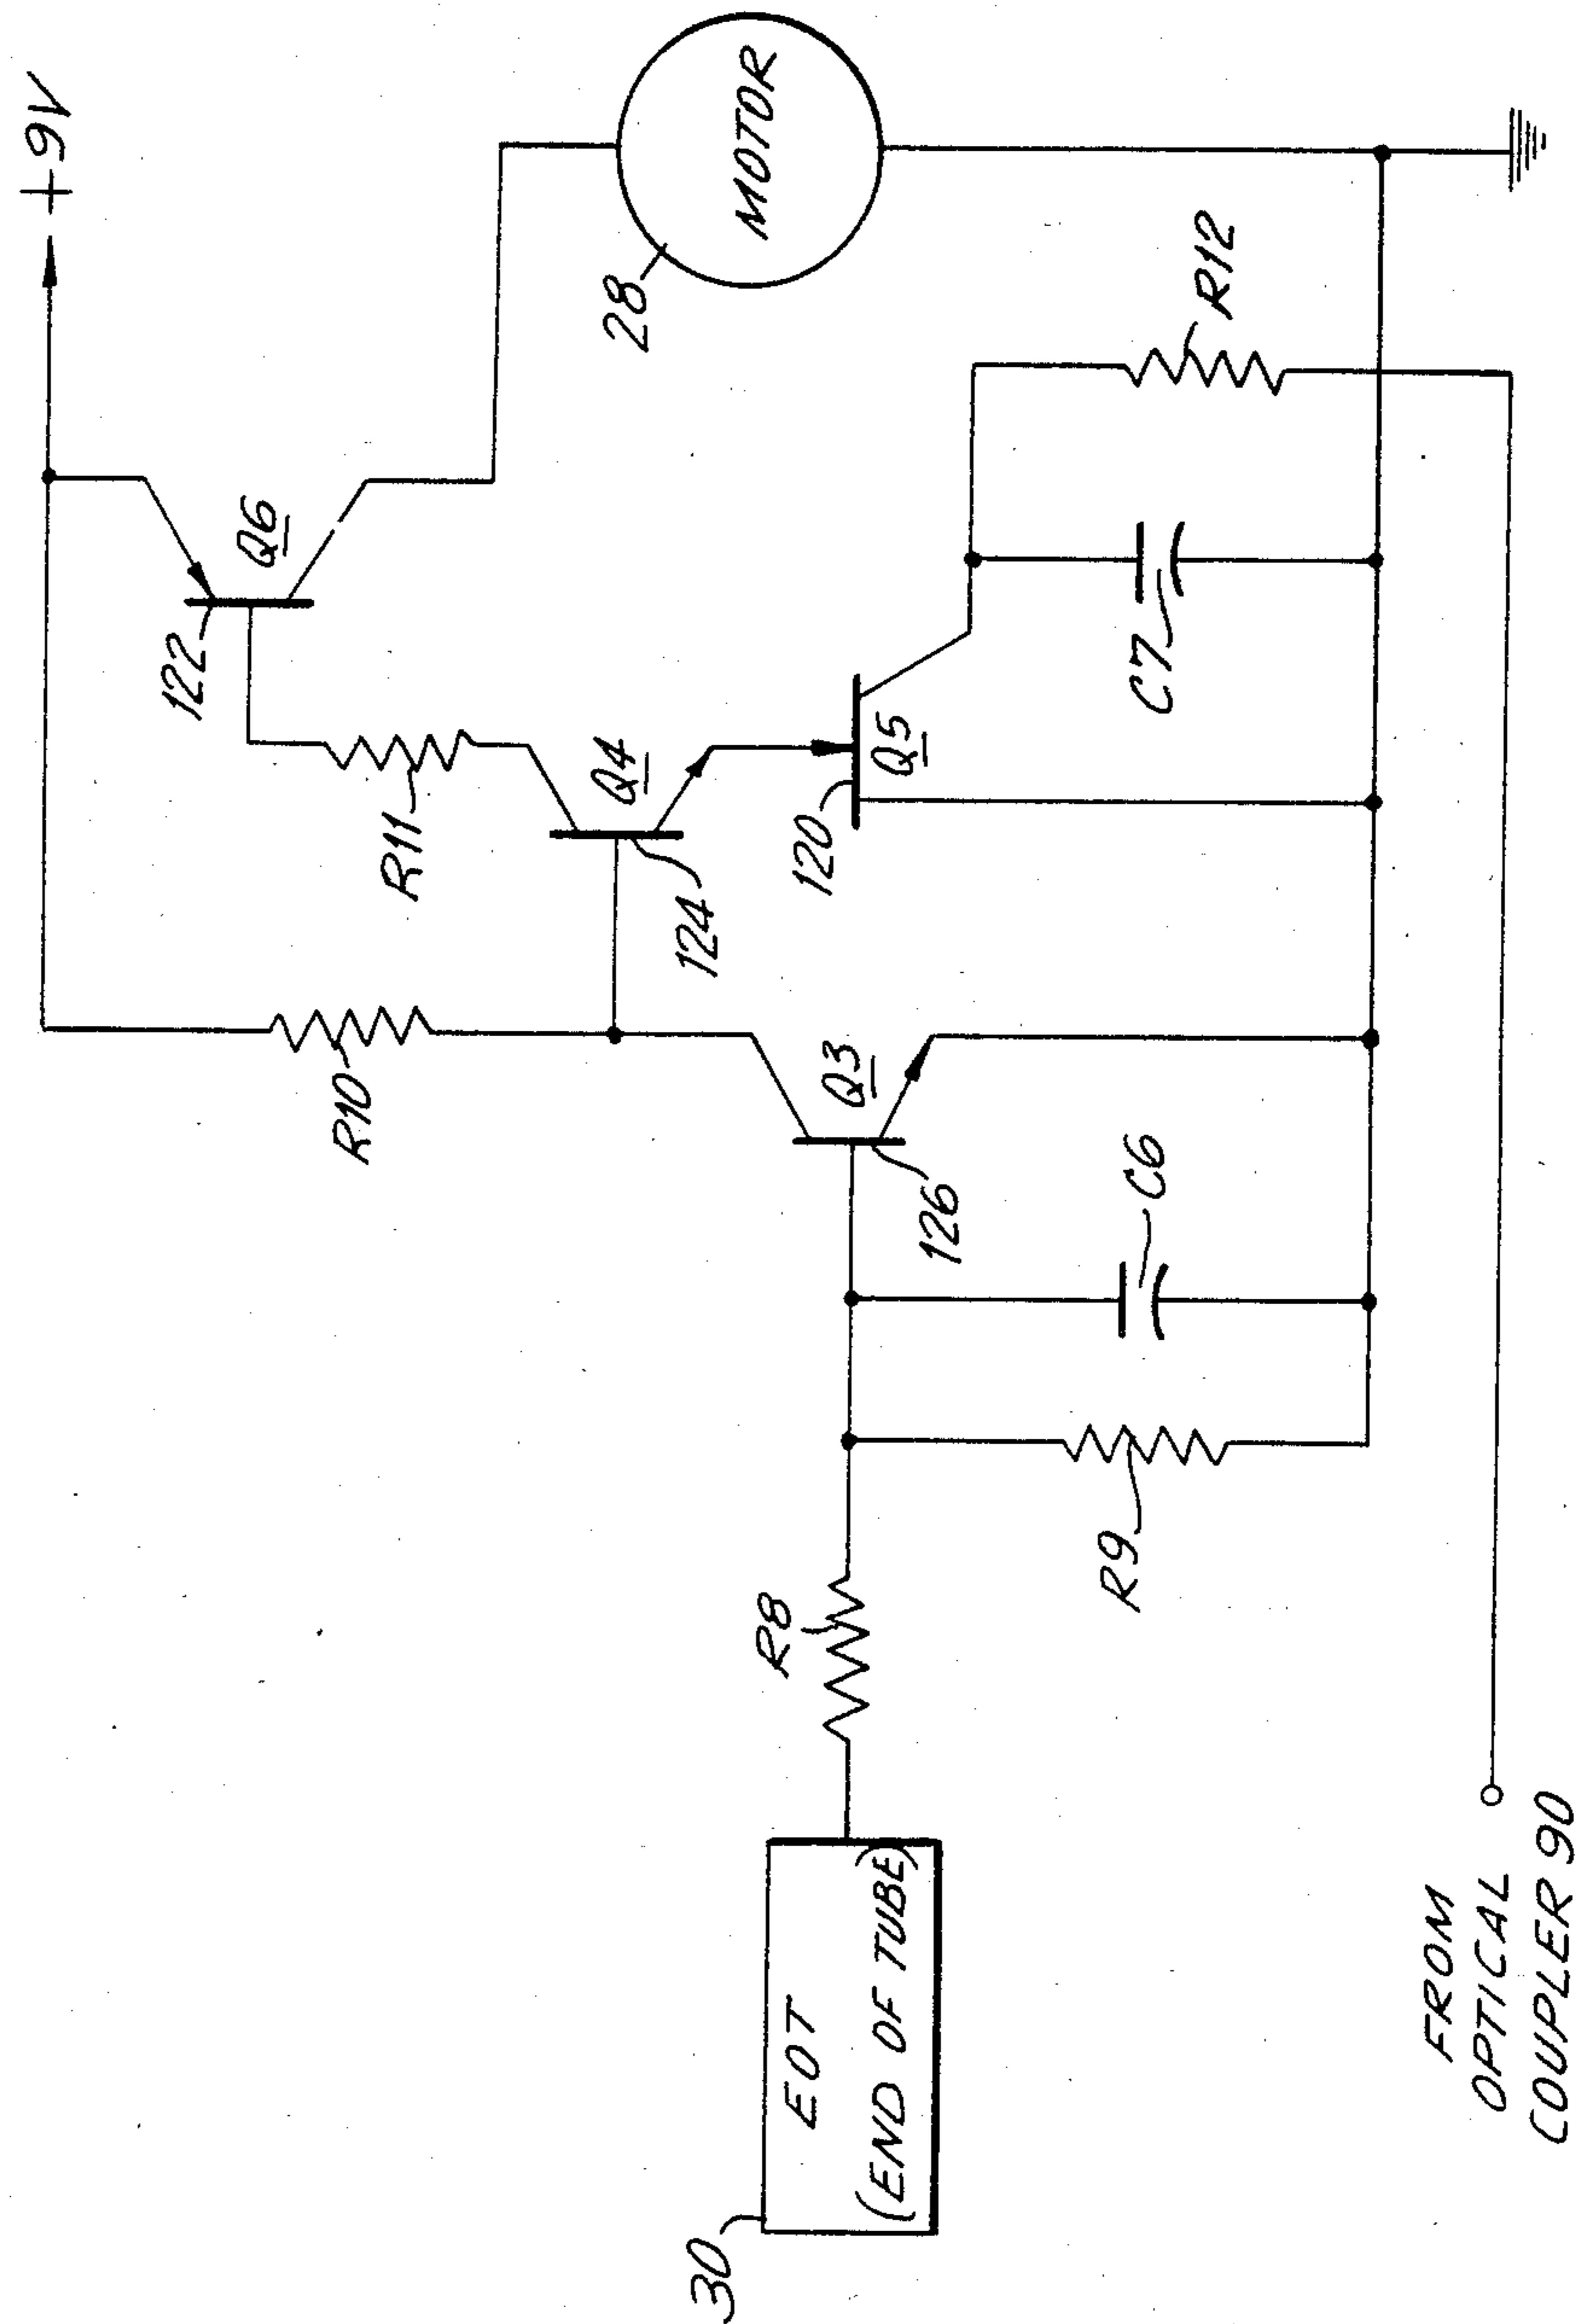 +9V
122
Q6
R11
R10
Q4
124
28
MOTOR
120
Q5
Q3
126
C7
R12
C6
R8
R9
30
EOT
(END OF TUBE)
FROM
OPTICAL
COUPLER 90